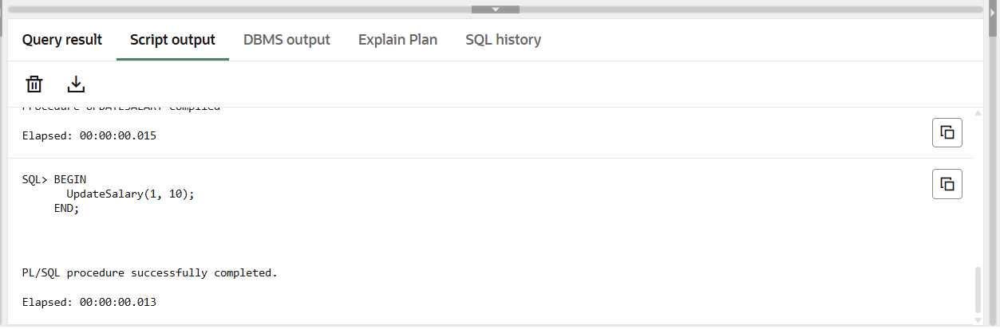 Query result Script output DBMS output Explain Plan SQL history
Procedure UPDATESALARY compiled
Elapsed: 00:00:00.015
SQL> BEGIN
UpdateSalary(1, 10);
END;
PL/SQL procedure successfully completed.
Elapsed: 00:00:00.013